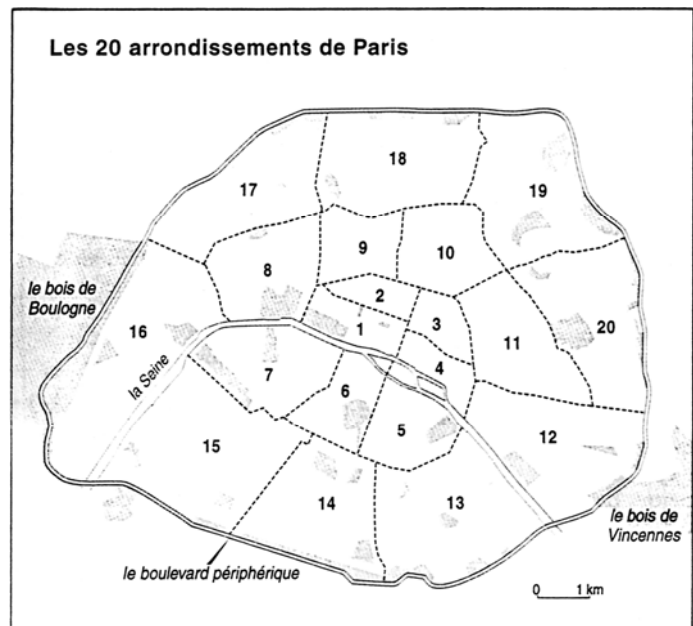 Les 20 arrondissements de Paris
18
17
19
9
10
8
2
le bois de
Boulogne
1
3
16
11
20
la Seine
4
7
6
5
12
15
14
13
le bois de
Vincennes
le boulevard périphérique
0 1 km